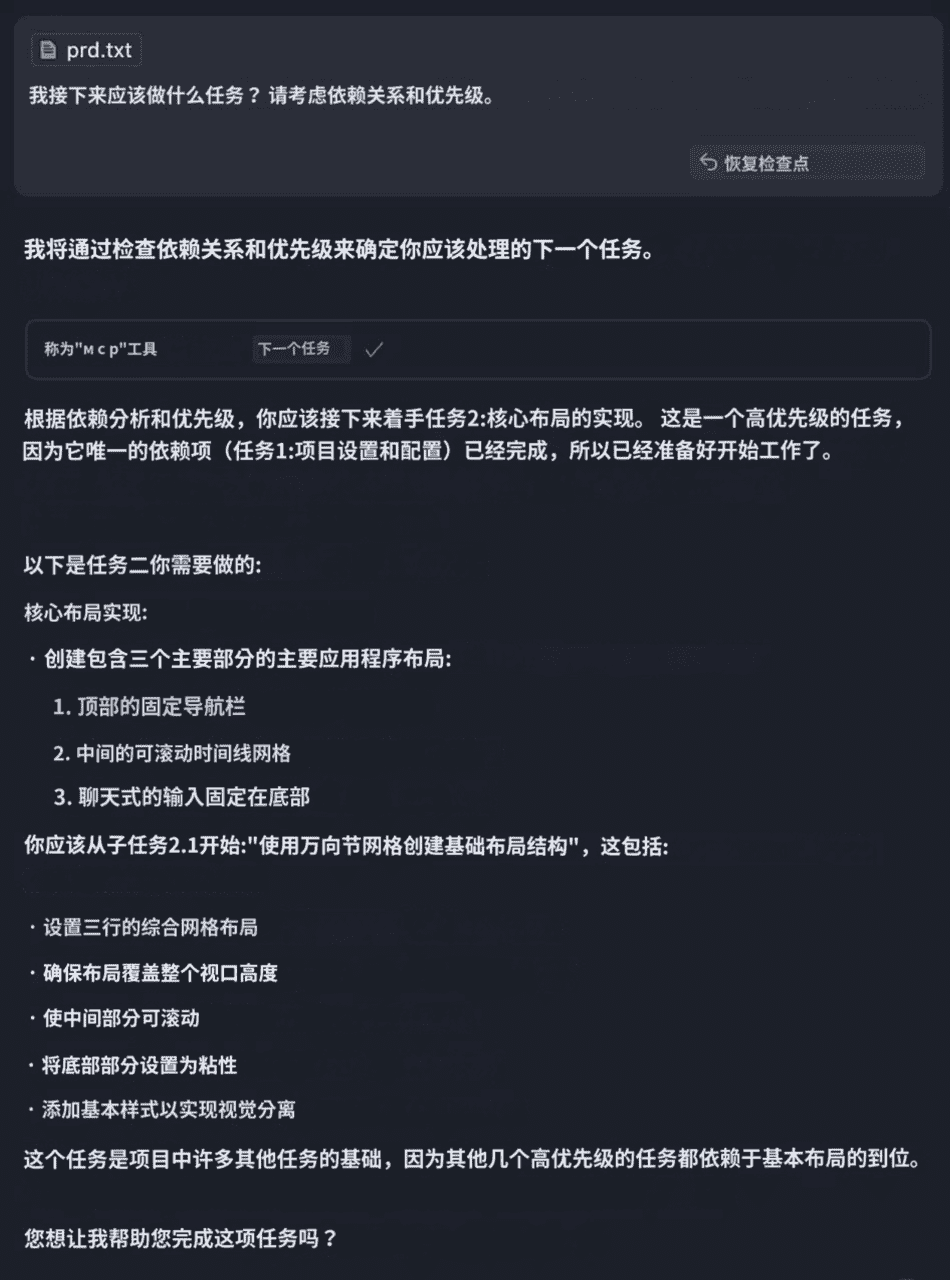 prd.txt
我接下来应该做什么任务？请考虑依赖关系和优先级。
恢复检查点
我将通过检查依赖关系和优先级来确定你应该处理的下一个任务。
称为"м c p"工具 下一个任务
根据依赖分析和优先级，你应该接下来着手任务2:核心布局的实现。 这是一个高优先级的任务，
因为它唯一的依赖项（任务1:项目设置和配置）已经完成，所以已经准备好开始工作了。
以下是任务二你需要做的:
核心布局实现:
· 创建包含三个主要部分的主要应用程序布局:
1. 顶部的固定导航栏
2. 中间的可滚动时间线网格
3. 聊天式的输入固定在底部
你应该从子任务2.1开始:"使用万向节网格创建基础布局结构"，这包括:
· 设置三行的综合网格布局
· 确保布局覆盖整个视口高度
· 使中间部分可滚动
· 将底部部分设置为粘性
· 添加基本样式以实现视觉分离
这个任务是项目中许多其他任务的基础，因为其他几个高优先级的任务都依赖于基本布局的到位。
您想让我帮助您完成这项任务吗？